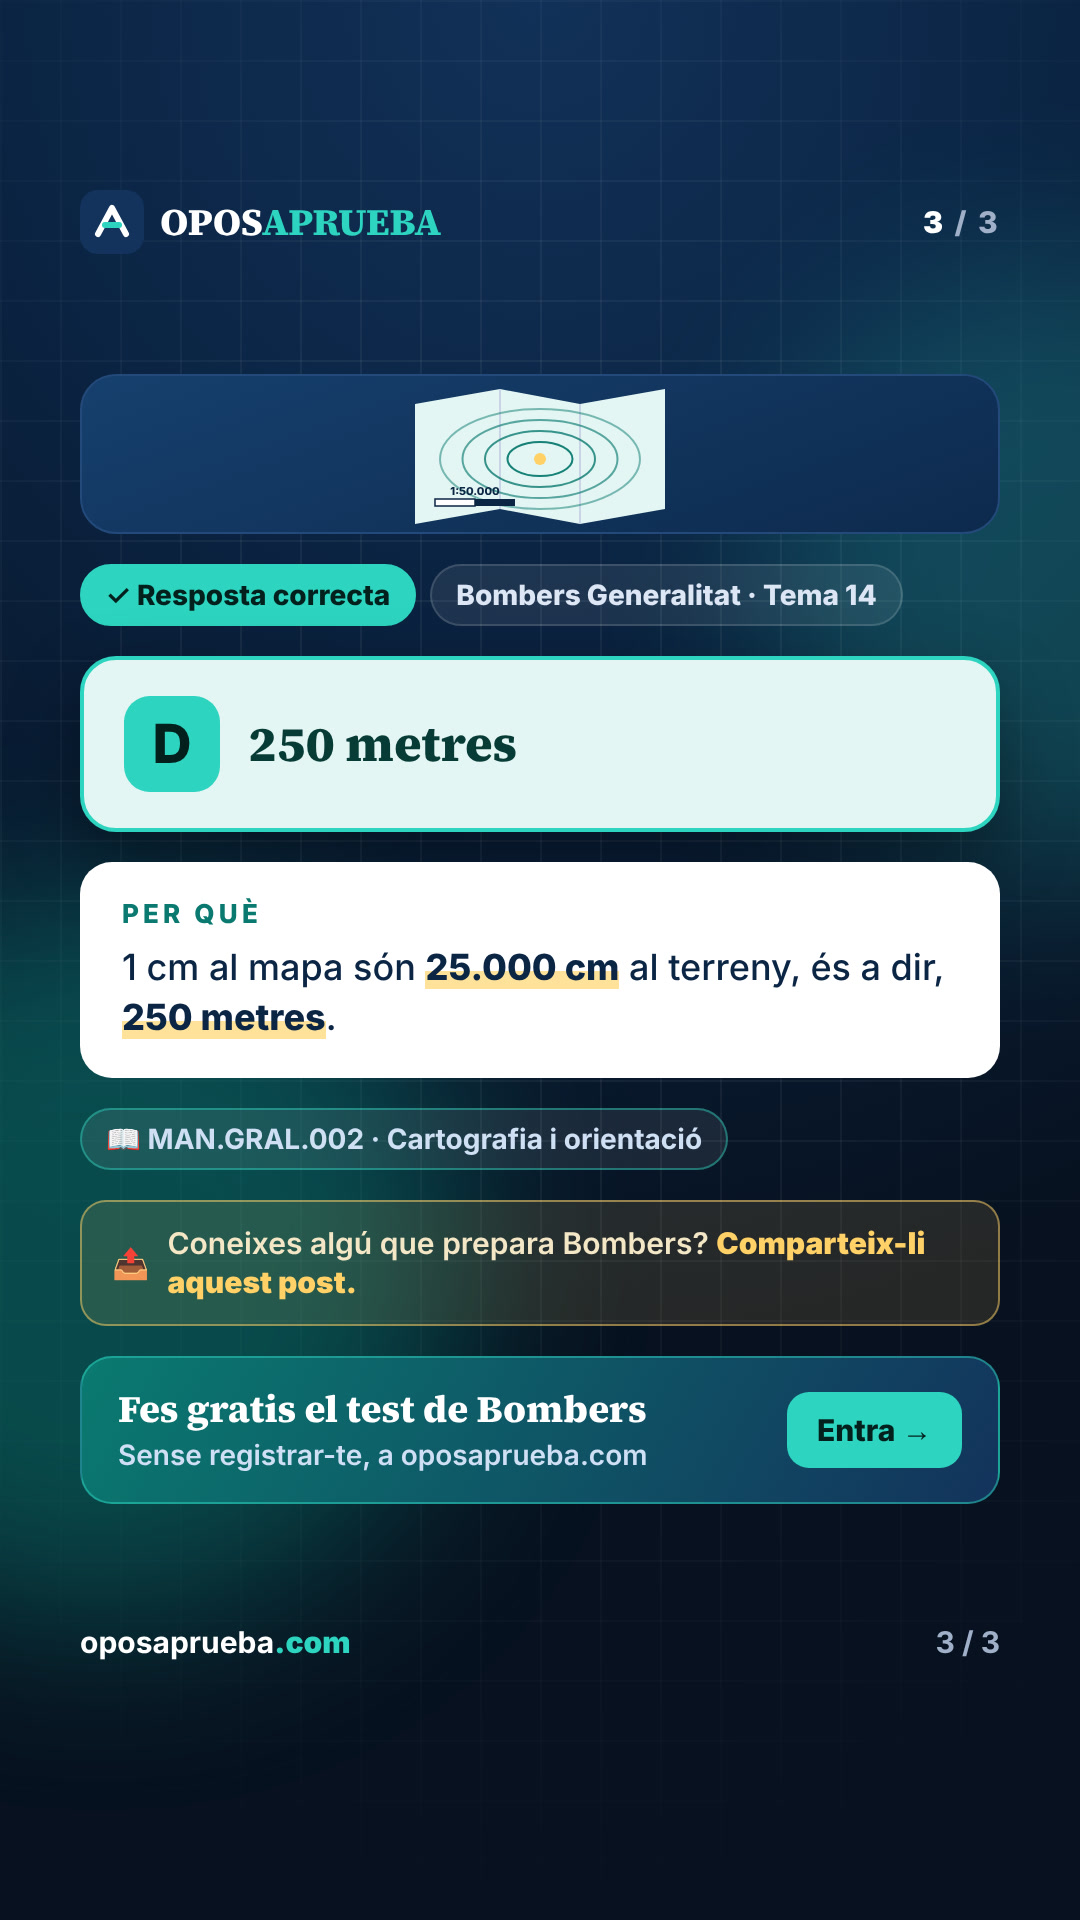 OPOSAPRUEBA
3 / 3
1:50.000
✓ Resposta correcta
Bombers Generalitat · Tema 14
D 250 metres
PER QUÈ
1 cm al mapa són 25.000 cm al terreny, és a dir,
250 metres.
📖 MAN.GRAL.002 · Cartografia i orientació
📤 Coneixes algú que prepara Bombers? Comparteix-li
aquest post.
Fes gratis el test de Bombers
Sense registrar-te, a oposaprueba.com
Entra →
oposaprueba.com
3 / 3